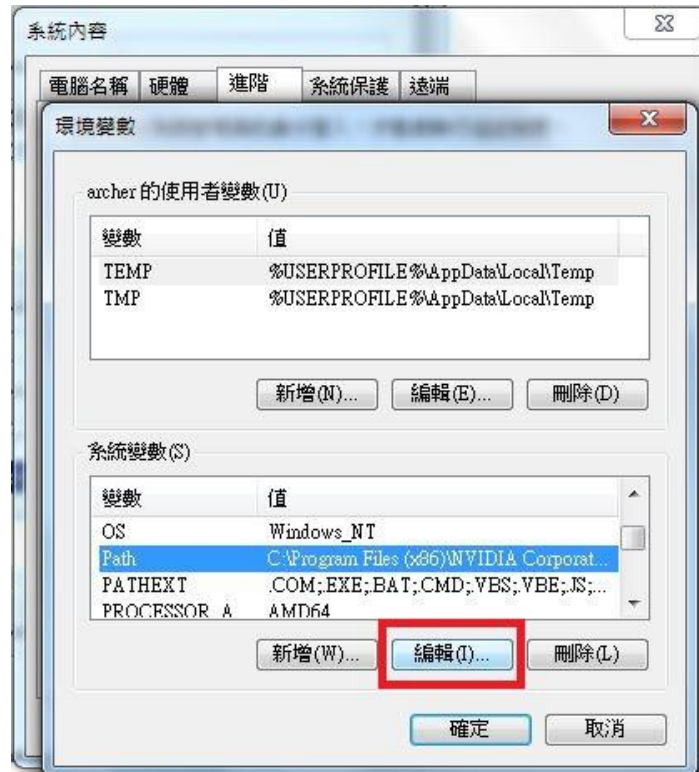 系統內容
電腦名稱 硬體 進階 系統保護 遠端
環境變數
archer 的使用者變數(U)
變數 值
TEMP %USERPROFILE%\AppData\Local\Temp
TMP %USERPROFILE%\AppData\Local\Temp
新增(N)... 編輯(E)... 刪除(D)
系統變數(S)
變數 值
OS Windows_NT
Path C:\Program Files (x86)\NVIDIA Corporat...
PATHEXT .COM;.EXE;.BAT;.CMD;.VBS;.VBE;.JS;...
PROCESSOR_A AMD64
新增(W)... 編輯(I)... 刪除(L)
確定 取消